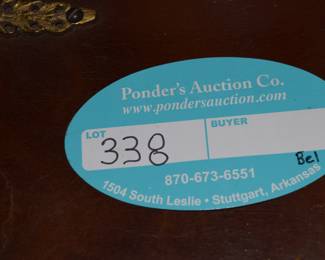 Ponder's Auction Co.
www.pondersauction.com
LOT BUYER
338
Bel
870-673-6551
1504 South Leslie • Stuttgart, Arkansas